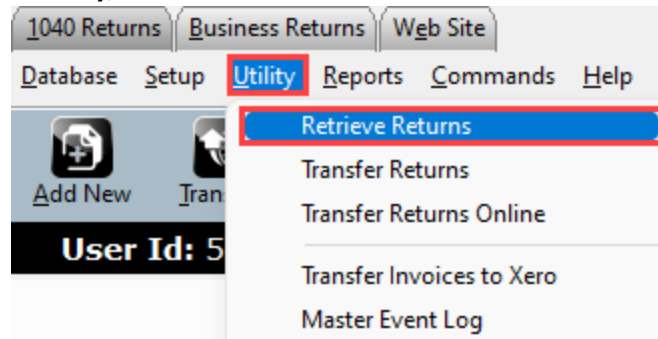 1040 Returns Business Returns Web Site
Database Setup Utility Reports Commands Help
Retrieve Returns
Transfer Returns
Transfer Returns Online
Add New Tran
User Id: 5
Transfer Invoices to Xero
Master Event Log